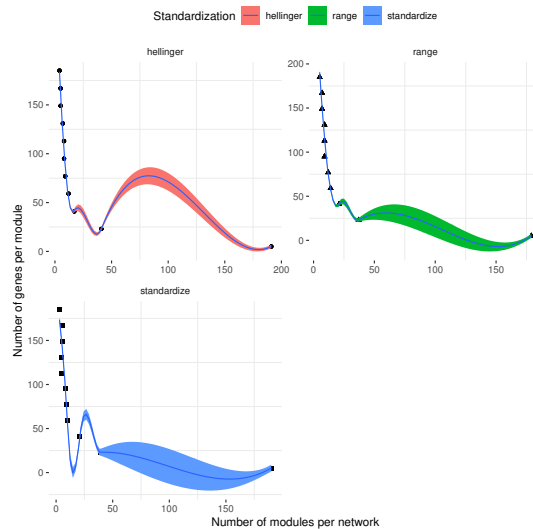 Standardization hellinger range standardize
hellinger
range
150
100
50
0
0 50 100 150 200
200
150
100
50
0
0 50 100 150
standardize
150
100
50
0
0 50 100 150
Number of genes per module
Number of modules per network